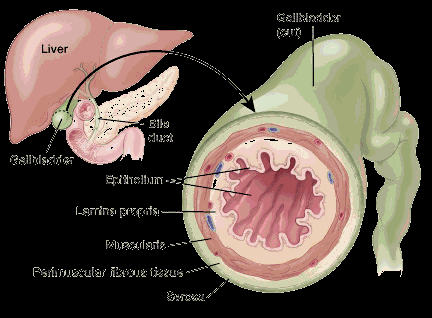 Gallbladder
(cut)
Liver
Bile
duct
Gallbladder
Epithelium
Lamina propria
Muscularis
Perimuscular fibrous tissue
Serosa